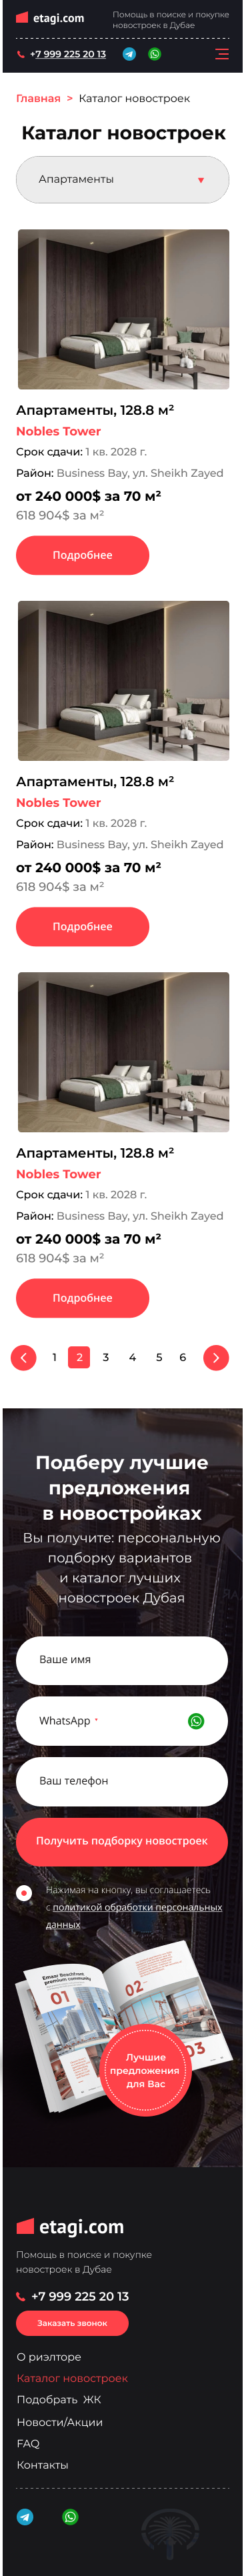 etagi.com
Помощь в поиске и покупке
новостроек в Дубае
+7 999 225 20 13
Главная > Каталог новостроек
Каталог новостроек
Апартаменты
Апартаменты, 128.8 м²
Nobles Tower
Срок сдачи: 1 кв. 2028 г.
Район: Business Bay, ул. Sheikh Zayed
от 240 000$ за 70 м²
618 904$ за м²
Подробнее
Апартаменты, 128.8 м²
Nobles Tower
Срок сдачи: 1 кв. 2028 г.
Район: Business Bay, ул. Sheikh Zayed
от 240 000$ за 70 м²
618 904$ за м²
Подробнее
Апартаменты, 128.8 м²
Nobles Tower
Срок сдачи: 1 кв. 2028 г.
Район: Business Bay, ул. Sheikh Zayed
от 240 000$ за 70 м²
618 904$ за м²
Подробнее
1 2 3 4 5 6
Подберу лучшие
предложения
в новостройках
Вы получите: персональную
подборку вариантов
и каталог лучших
новостроек Дубая
Ваше имя
WhatsApp *
Ваш телефон
Получить подборку новостроек
Нажимая на кнопку, вы соглашаетесь
с политикой обработки персональных
данных
01
02
03
Лучшие
предложения
для Вас
etagi.com
Помощь в поиске и покупке
новостроек в Дубае
+7 999 225 20 13
Заказать звонок
О риэлторе
Каталог новостроек
Подобрать ЖК
Новости/Акции
FAQ
Контакты